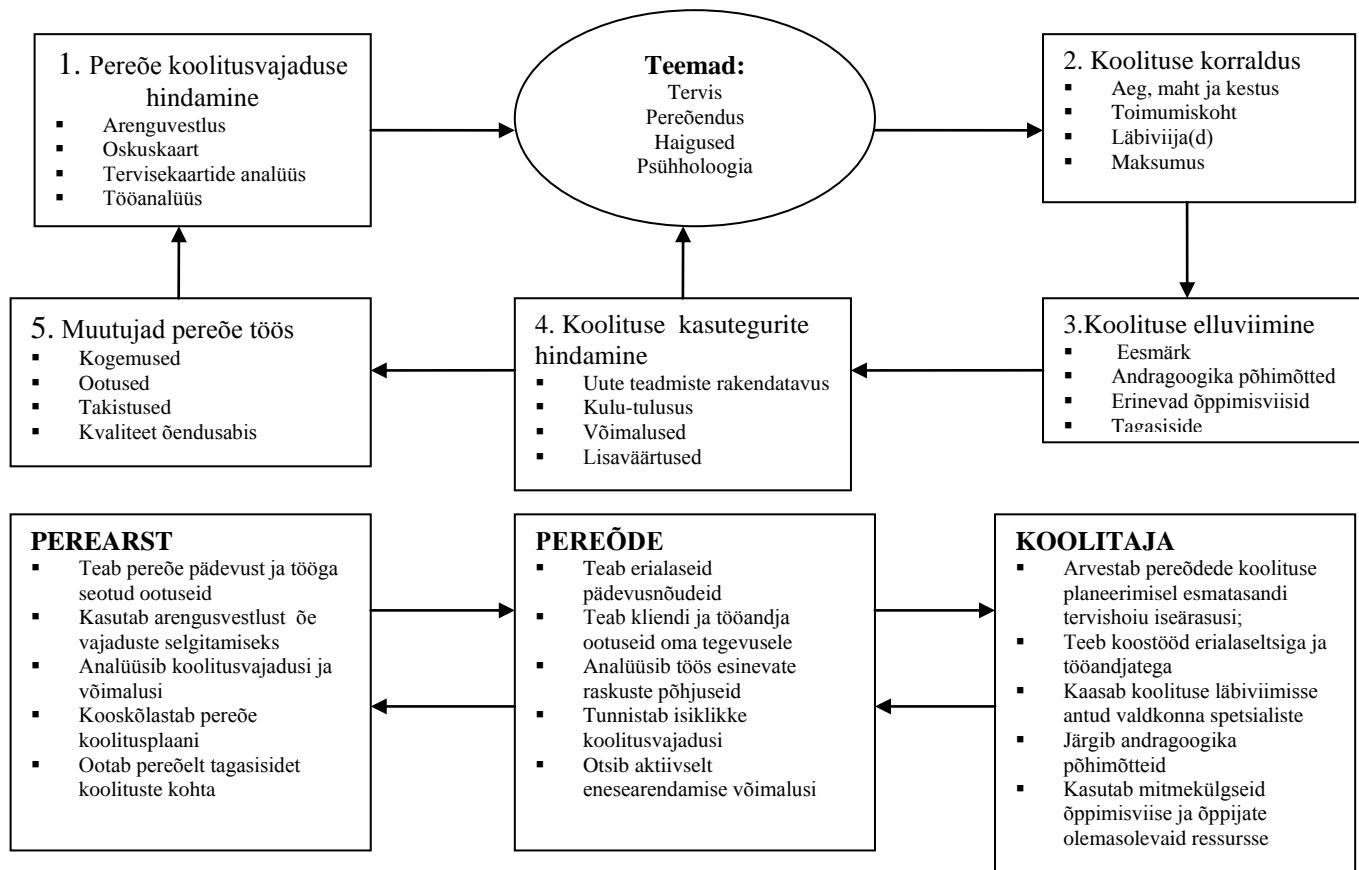 1. Pereõe koolitusvajaduse
hindamine
▪ Arenguvestlus
▪ Oskuskaart
▪ Tervisekaartide analüüs
▪ Tööanalüüs
Teemad:
Tervis
Pereõendus
Haigused
Psühholoogia
2. Koolituse korraldus
▪ Aeg, maht ja kestus
▪ Toimumiskoht
▪ Läbiviija(d)
▪ Maksumus
5. Muutujad pereõe töös
▪ Kogemused
▪ Ootused
▪ Takistused
▪ Kvaliteet õendusabis
4. Koolituse kasutegurite
hindamine
▪ Uute teadmiste rakendatavus
▪ Kulu-tulusus
▪ Võimalused
▪ Lisaväärtused
3.Koolituse elluviimine
▪ Eesmärk
▪ Andragoogika põhimõtted
▪ Erinevad õppimisviisid
▪ Tagasiside
PEREARST
▪ Teab pereõe pädevust ja tööga
seotud ootuseid
▪ Kasutab arengusvestlust õe
vajaduste selgitamiseks
▪ Analüüsib koolitusvajadusi ja
võimalusi
▪ Kooskõlastab pereõe
koolitusplaani
▪ Ootab pereõelt tagasisidet
koolituste kohta
PEREÕDE
▪ Teab erialaseid
pädevusnõudeid
▪ Teab kliendi ja tööandja
ootuseid oma tegevusele
▪ Analüüsib töös esinevate
raskuste põhjuseid
▪ Tunnistab isiklikke
koolitusvajadusi
▪ Otsib aktiivselt
enesearendamise võimalusi
KOOLITAJA
▪ Arvestab pereõdede koolituse
planeerimisel esmatasandi
tervishoiu iseärasusi;
▪ Teeb koostööd erialaseltsiga ja
tööandjatega
▪ Kaasab koolituse läbiviimisse
antud valdkonna spetsialiste
▪ Järgib andragoogika
põhimõtteid
▪ Kasutab mitmekülgseid
õppimisviise ja õppijate
olemasolevaid ressursse